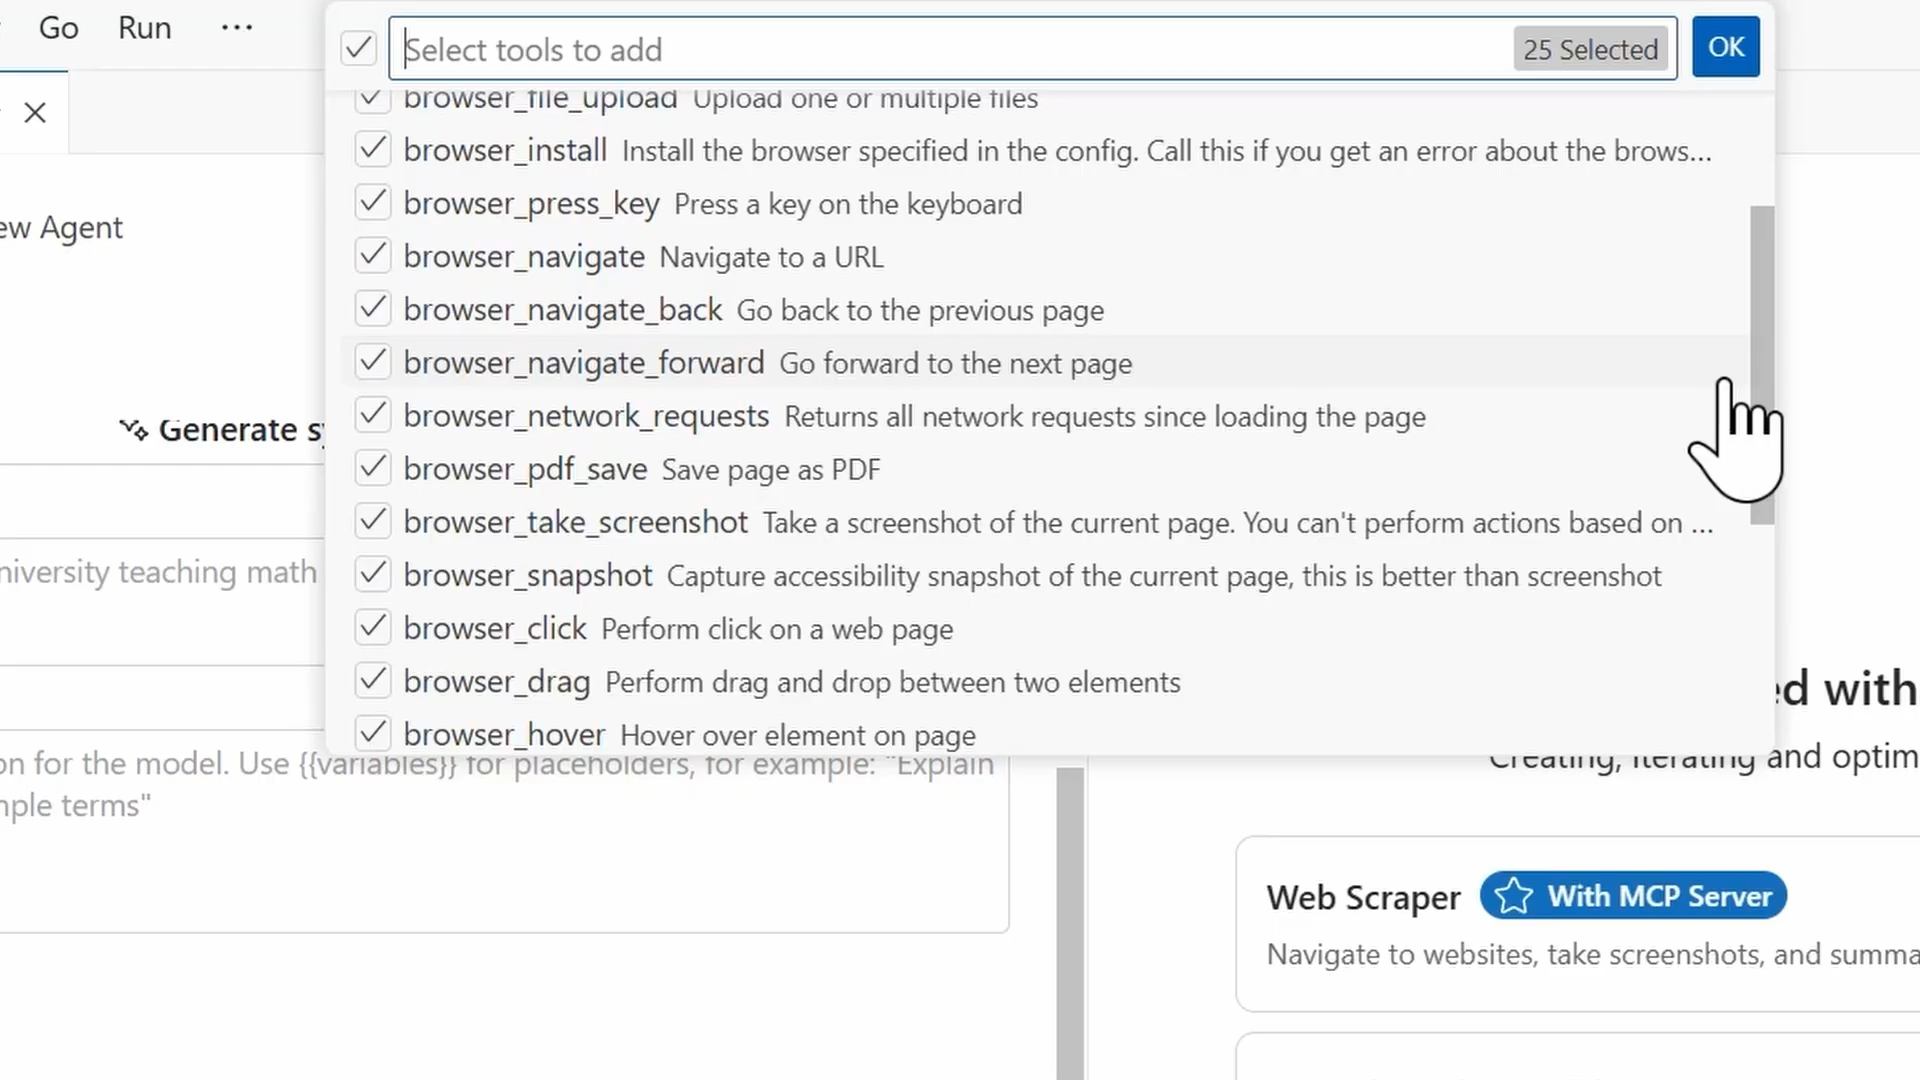 Go Run ...
Select tools to add 25 Selected OK
browser_file_upload Upload one or multiple files
browser_install Install the browser specified in the config. Call this if you get an error about the brows...
browser_press_key Press a key on the keyboard
ew Agent
browser_navigate Navigate to a URL
browser_navigate_back Go back to the previous page
browser_navigate_forward Go forward to the next page
browser_network_requests Returns all network requests since loading the page
Generate sy
browser_pdf_save Save page as PDF
browser_take_screenshot Take a screenshot of the current page. You can't perform actions based on ...
browser_snapshot Capture accessibility snapshot of the current page, this is better than screenshot
niversity teaching math
browser_click Perform click on a web page
browser_drag Perform drag and drop between two elements
ed with
browser_hover Hover over element on page
on for the model. Use {{variables}} for placeholders, for example: "Explain
mple terms"
Creating, iterating and optim
Web Scraper With MCP Server
Navigate to websites, take screenshots, and summa